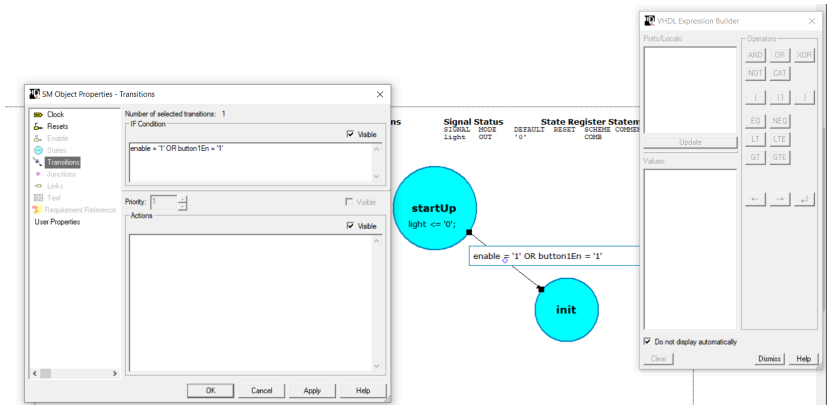 SM Object Properties - Transitions
Clock
Resets
Enable
States
Transitions
Junctions
Links
Text
Requirement Reference
User Properties
Number of selected transitions: 1
IF Condition
Visible
enable = '1' OR button1En = '1'
Priority: 1
Visible
Actions
Visible
OK Cancel Apply Help
ns Signal Status State Register Statem
SIGNAL MODE DEFAULT RESET SCHEME COMMEN
light OUT '0' COMB
startUp
light <= '0';
enable = '1' OR button1En = '1'
init
VHDL Expression Builder
Ports/Locals:
Update
Values:
Operators
AND OR XOR
NOT CAT
( () )
EQ NEQ
LT LTE
GT GTE
Do not display automatically
Clear Dismiss Help